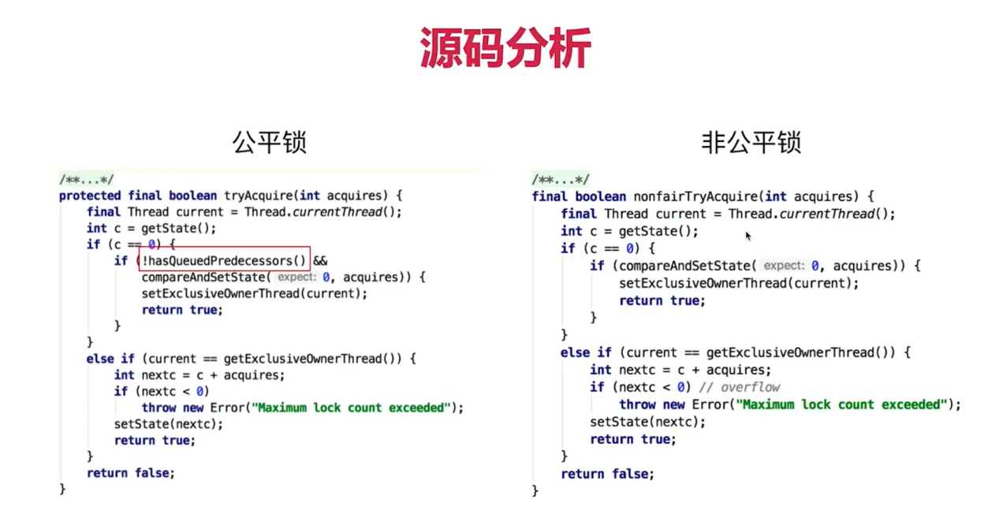 源码分析
公平锁
/**...*/
protected final boolean tryAcquire(int acquires) {
    final Thread current = Thread.currentThread();
    int c = getState();
    if (c == 0) {
        if (!hasQueuedPredecessors() &&
            compareAndSetState( expect: 0, acquires)) {
            setExclusiveOwnerThread(current);
            return true;
        }
    }
    else if (current == getExclusiveOwnerThread()) {
        int nextc = c + acquires;
        if (nextc < 0)
            throw new Error("Maximum lock count exceeded");
        setState(nextc);
        return true;
    }
    return false;
}
非公平锁
/**...*/
final boolean nonfairTryAcquire(int acquires) {
    final Thread current = Thread.currentThread();
    int c = getState();
    if (c == 0) {
        if (compareAndSetState( expect: 0, acquires)) {
            setExclusiveOwnerThread(current);
            return true;
        }
    }
    else if (current == getExclusiveOwnerThread()) {
        int nextc = c + acquires;
        if (nextc < 0) // overflow
            throw new Error("Maximum lock count exceeded");
        setState(nextc);
        return true;
    }
    return false;
}